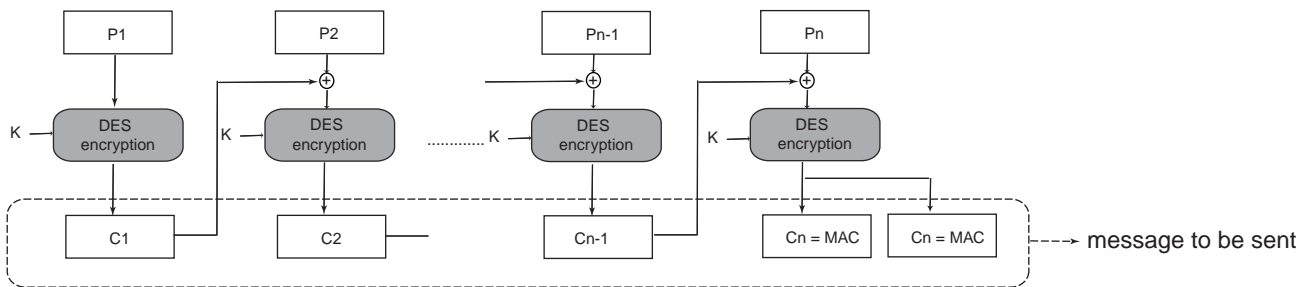 P1
P2
Pn-1
Pn
+
+
+
K
DES
encryption
K
DES
encryption
............. K
DES
encryption
K
DES
encryption
C1
C2
Cn-1
Cn = MAC
Cn = MAC
message to be sent